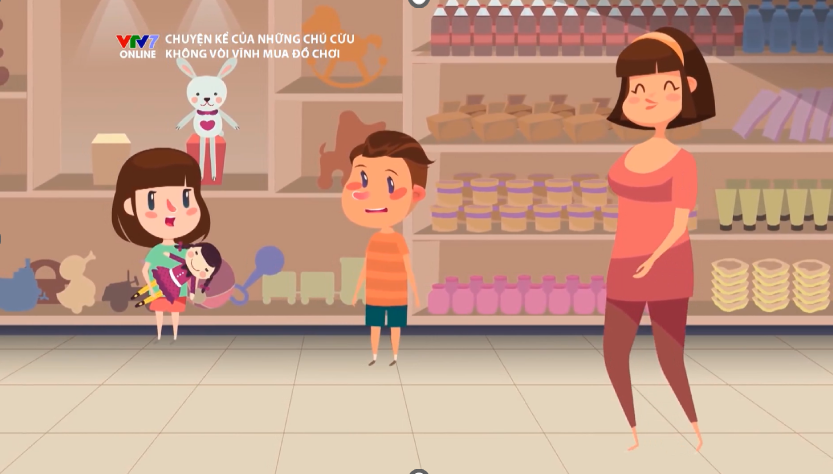 VTV7
ONLINE
CHUYỆN KỂ CỦA NHỮNG CHÚ CỪU
KHÔNG VÒI VĨNH MUA ĐỒ CHƠI